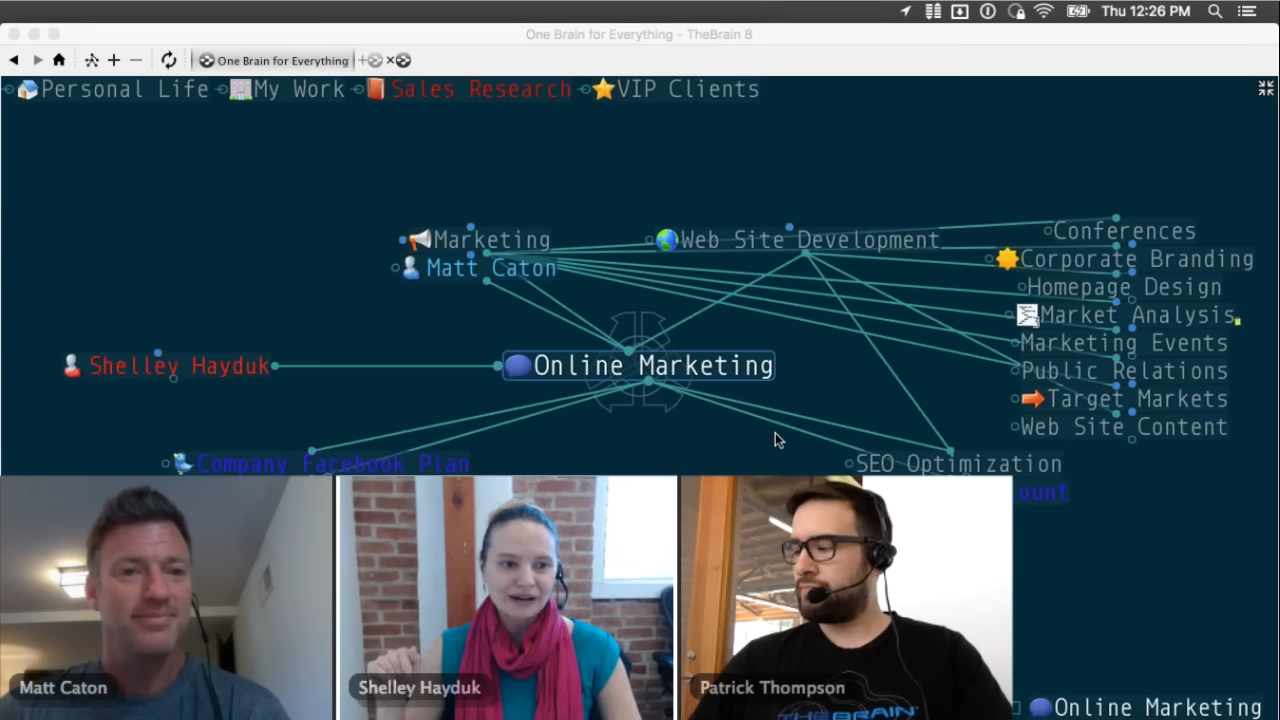 Thu 12:26 PM
One Brain for Everything - TheBrain 8
One Brain for Everything
Personal Life My Work Sales Research VIP Clients
Marketing Web Site Development
Matt Caton
Conferences
Corporate Branding
Homepage Design
Market Analysis
Marketing Events
Public Relations
Target Markets
Web Site Content
Shelley Hayduk Online Marketing
Company Facebook Plan SEO Optimization
ount
Matt Caton Shelley Hayduk Patrick Thompson
THEBRAIN
Online Marketing